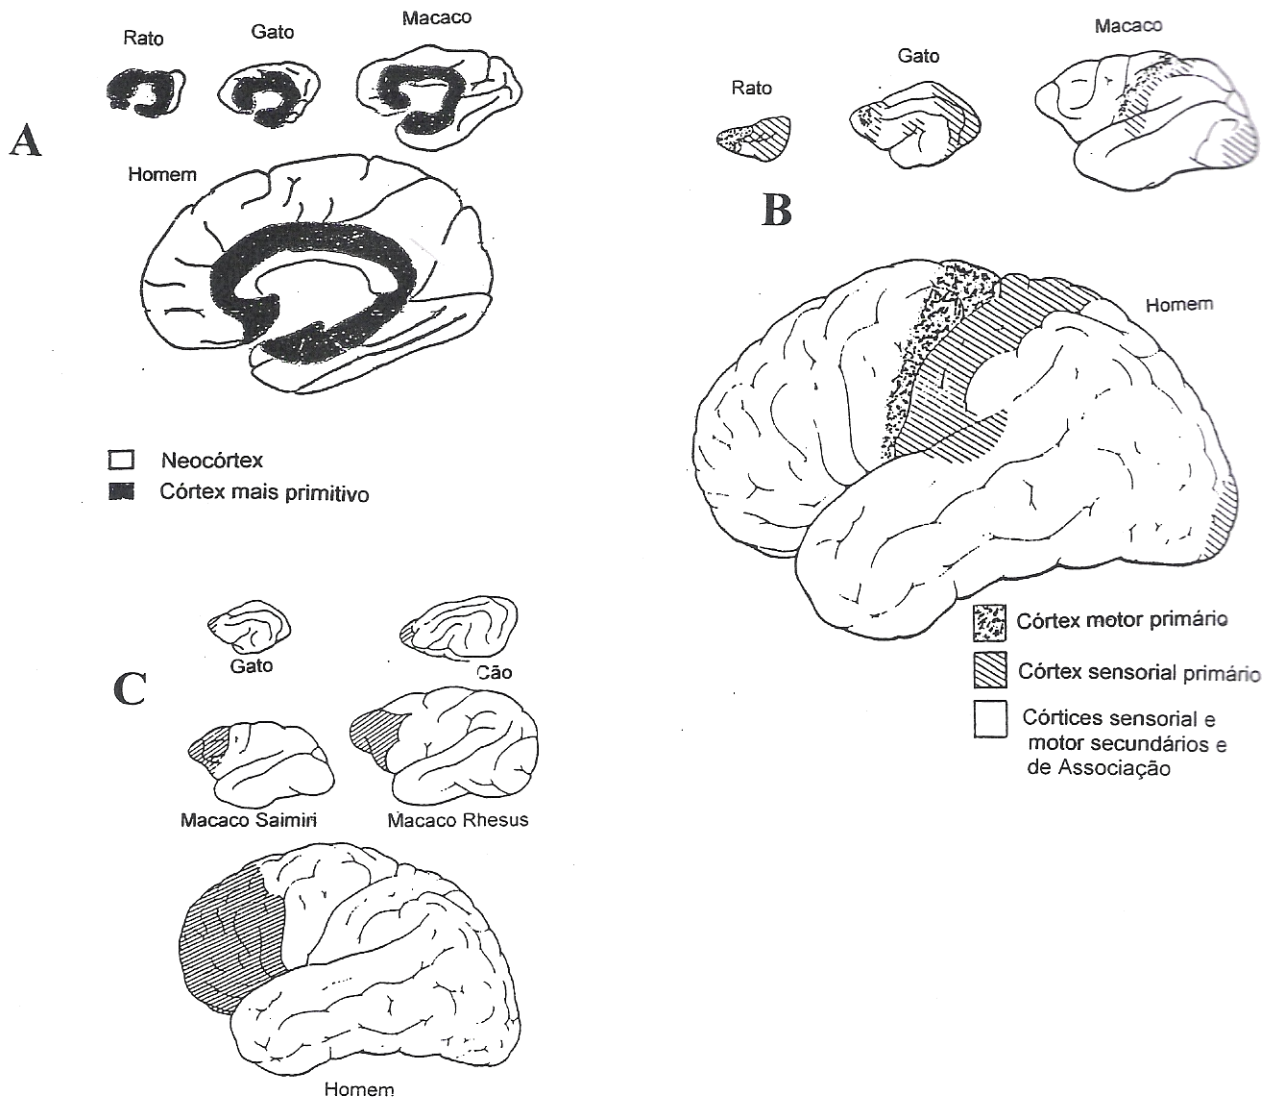 Rato
Gato
Macaco
A
Homem
Neocórtex
Córtex mais primitivo
Rato
Gato
Macaco
B
Homem
Córtex motor primário
Córtex sensorial primário
Córtices sensorial e
motor secundários e
de Associação
C
Gato
Cão
Macaco Saimiri
Macaco Rhesus
Homem